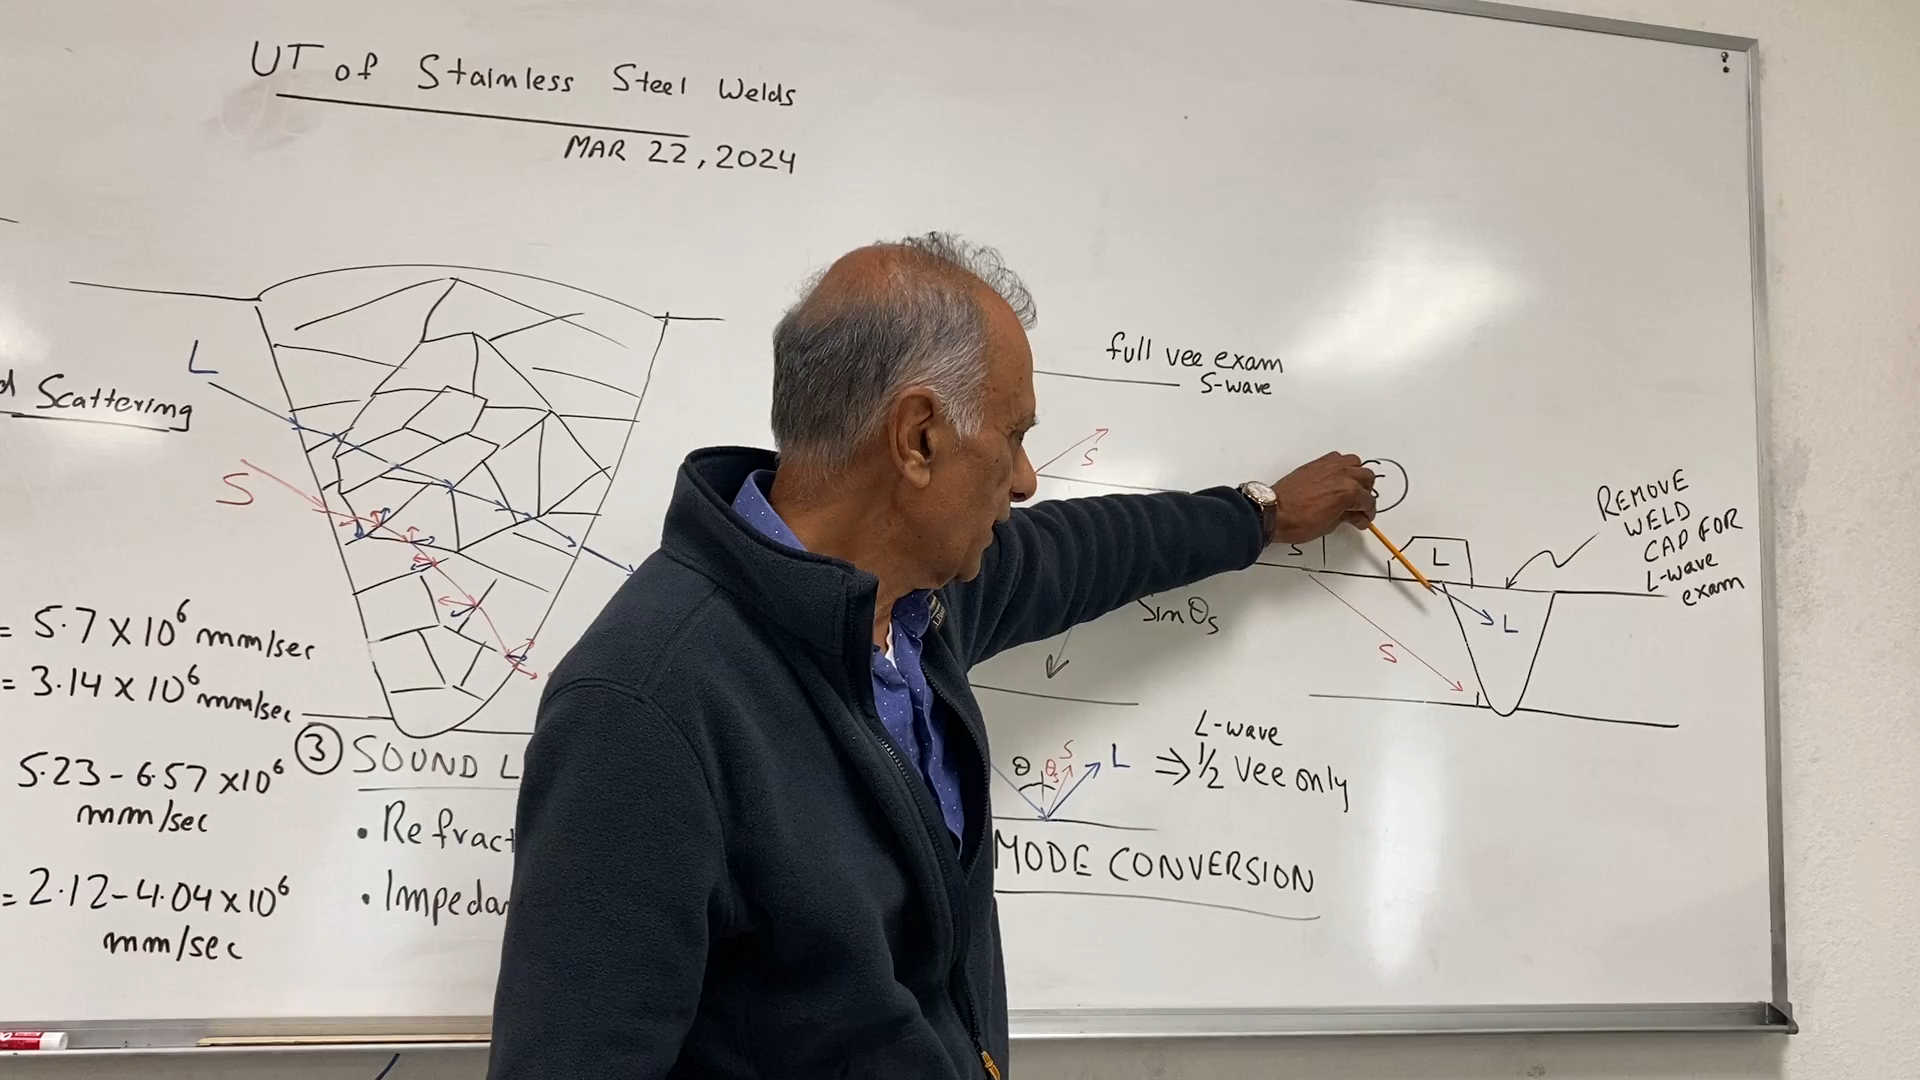 UT of Stainless Steel Welds
MAR 22, 2024
L
Scattering
S
= 5.7 X 10⁶ mm/sec
= 3.14 X 10⁶ mm/sec
5.23 - 6.57 X10⁶
mm/sec
= 2.12 - 4.04 X10⁶
mm/sec
③ SOUND
• Refract
• Impeda
full vee exam
S-wave
S
Sin θs
S
L
REMOVE
WELD
CAP FOR
L-wave
exam
L
S
θ θs S L
L-wave
⇒ 1/2 Vee only
MODE CONVERSION